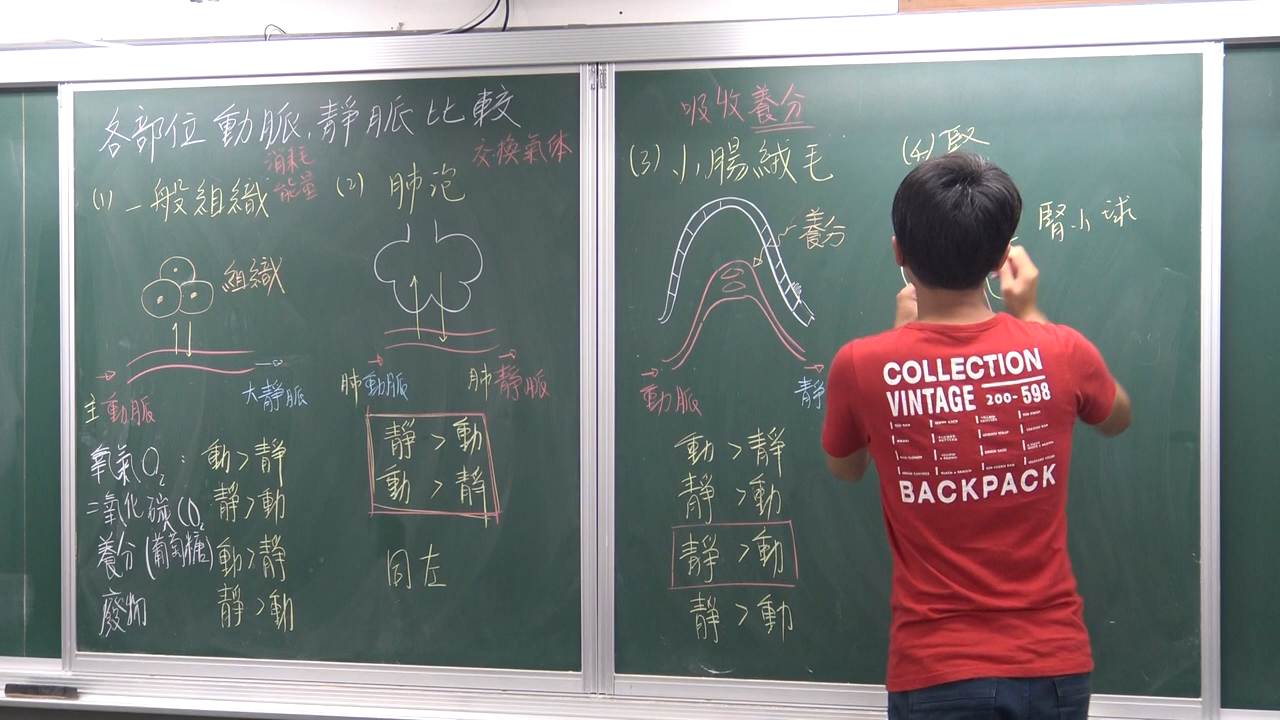 各部位動脈.靜脈比較
(1) 一般組織
消耗
能量
組織
主動脈
大靜脈
氧氣O₂ : 動>靜
二氧化碳CO₂ 靜>動
養分(葡萄糖) 動>靜
廢物 靜>動
(2) 肺泡
交換氣体
肺動脈
肺靜脈
靜>動
動>靜
同左
吸收養分
(3) 小腸絨毛
養分
動脈
靜
動>靜
靜>動
靜>動
靜>動
(4) 腎
腎小球
COLLECTION
VINTAGE 200-598
BACKPACK